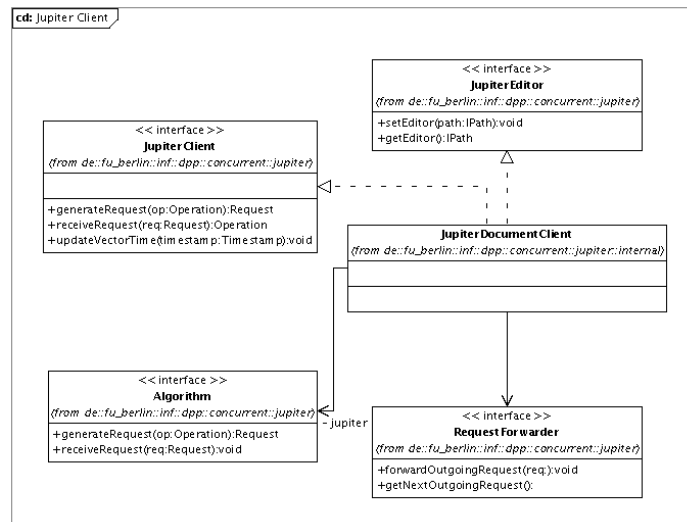 cd: Jupiter Client
<< interface >>
JupiterEditor
(from de::fu_berlin::inf::dpp::concurrent::jupiter)
+setEditor(path:IPath):void
+getEditor():IPath
<< interface >>
JupiterClient
(from de::fu_berlin::inf::dpp::concurrent::jupiter)
+generateRequest(op:Operation):Request
+receiveRequest(req:Request):Operation
+updateVectorTime(timestamp:Timestamp):void
JupiterDocumentClient
(from de::fu_berlin::inf::dpp::concurrent::jupiter::internal)
<< interface >>
Algorithm
(from de::fu_berlin::inf::dpp::concurrent::jupiter)
+generateRequest(op:Operation):Request
+receiveRequest(req:Request):void
-jupiter
<< interface >>
RequestForwarder
(from de::fu_berlin::inf::dpp::concurrent::jupiter)
+forwardOutgoingRequest(req:):void
+getNextOutgoingRequest():